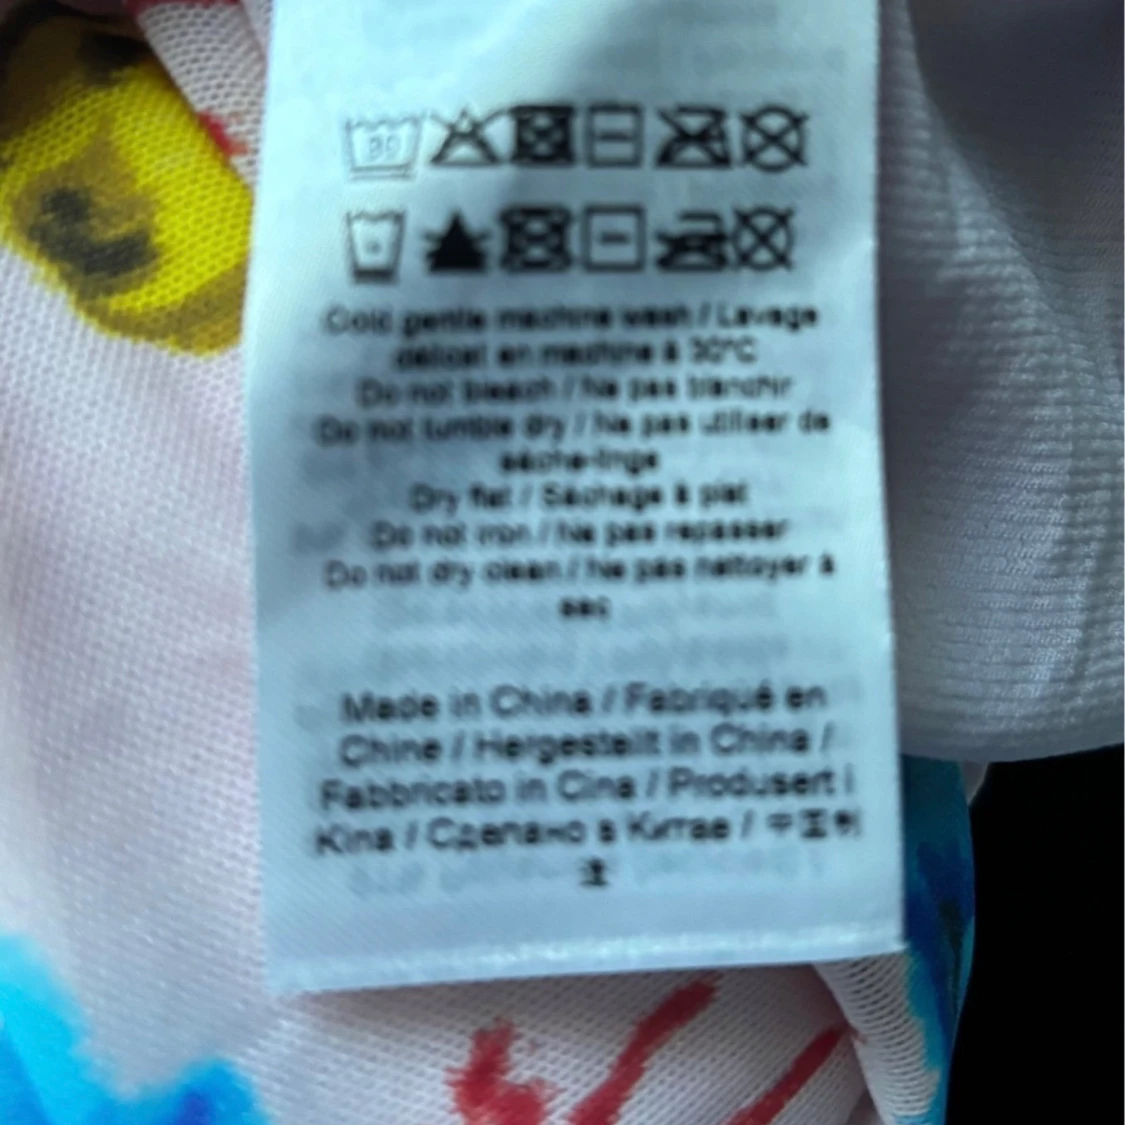 30
Cold gentle machine wash / Lavage
délicat en machine à 30°C
Do not bleach / Ne pas blanchir
Do not tumble dry / Ne pas utiliser de
sèche-linge
Dry flat / Séchage à plat
Do not iron / Ne pas repasser
Do not dry clean / Ne pas nettoyer à
sec
Made in China / Fabriqué en
Chine / Hergestellt in China /
Fabbricato in Cina / Produsert i
Kina / Сделано в Китае / 中国制
造